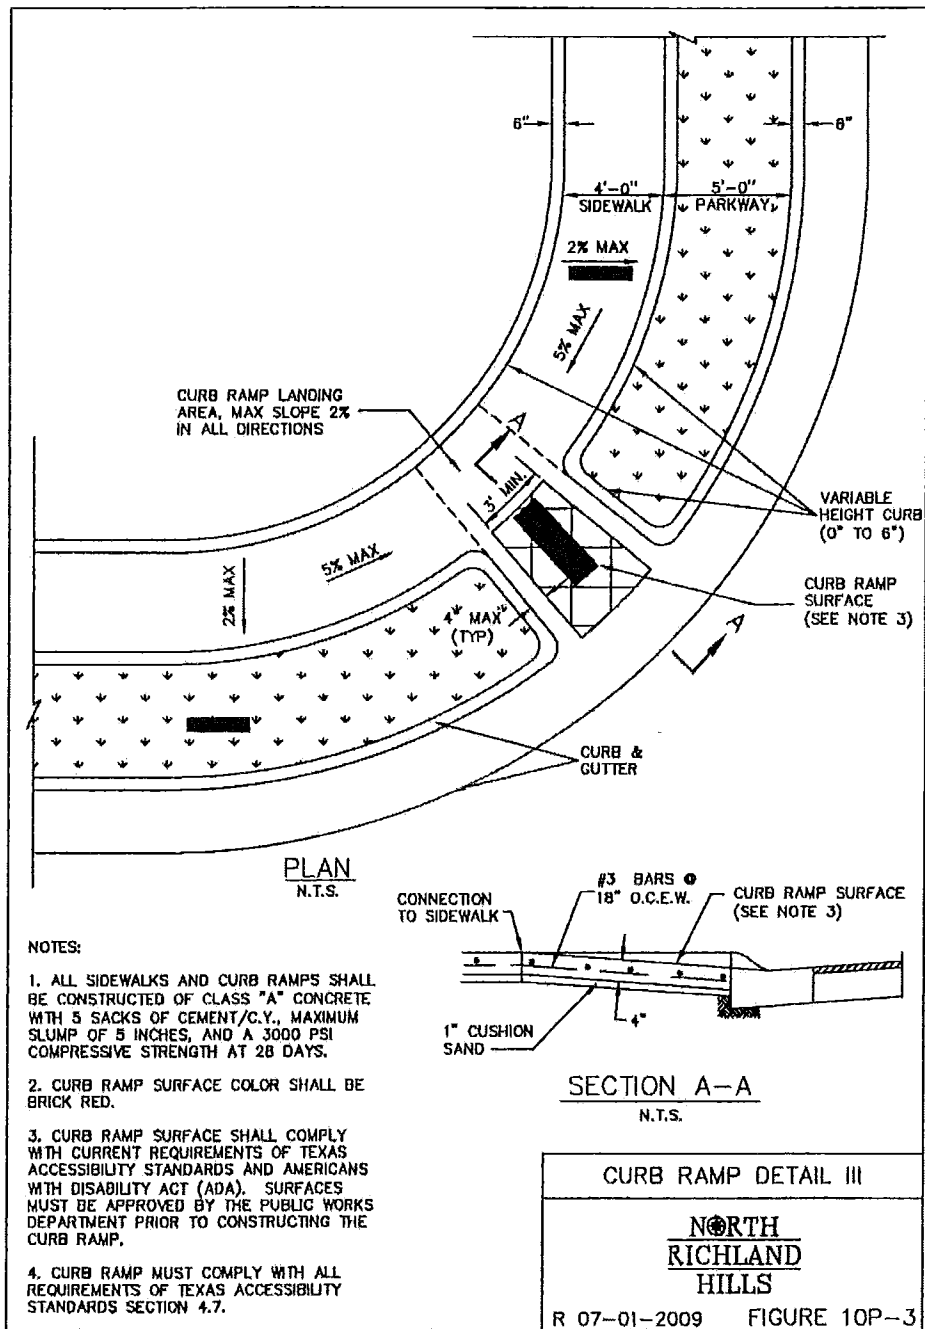 6"
6"
4'-0"
SIDEWALK
5'-0"
PARKWAY
2% MAX
5% MAX
CURB RAMP LANDING
AREA, MAX SLOPE 2%
IN ALL DIRECTIONS
A
3' MIN.
VARIABLE
HEIGHT CURB
(0" TO 6")
5% MAX
2% MAX
CURB RAMP
SURFACE
(SEE NOTE 3)
4" MAX
(TYP)
A
CURB &
GUTTER
PLAN
N.T.S.
#3 BARS @
18" O.C.E.W.
CONNECTION
TO SIDEWALK
CURB RAMP SURFACE
(SEE NOTE 3)
1" CUSHION
SAND
4"
SECTION A-A
N.T.S.
NOTES:
1. ALL SIDEWALKS AND CURB RAMPS SHALL
BE CONSTRUCTED OF CLASS "A" CONCRETE
WITH 5 SACKS OF CEMENT/C.Y., MAXIMUM
SLUMP OF 5 INCHES, AND A 3000 PSI
COMPRESSIVE STRENGTH AT 28 DAYS.
2. CURB RAMP SURFACE COLOR SHALL BE
BRICK RED.
3. CURB RAMP SURFACE SHALL COMPLY
WITH CURRENT REQUIREMENTS OF TEXAS
ACCESSIBILITY STANDARDS AND AMERICANS
WITH DISABILITY ACT (ADA). SURFACES
MUST BE APPROVED BY THE PUBLIC WORKS
DEPARTMENT PRIOR TO CONSTRUCTING THE
CURB RAMP.
4. CURB RAMP MUST COMPLY WITH ALL
REQUIREMENTS OF TEXAS ACCESSIBILITY
STANDARDS SECTION 4.7.
CURB RAMP DETAIL III
NORTH
RICHLAND
HILLS
R 07-01-2009 FIGURE 10P-3